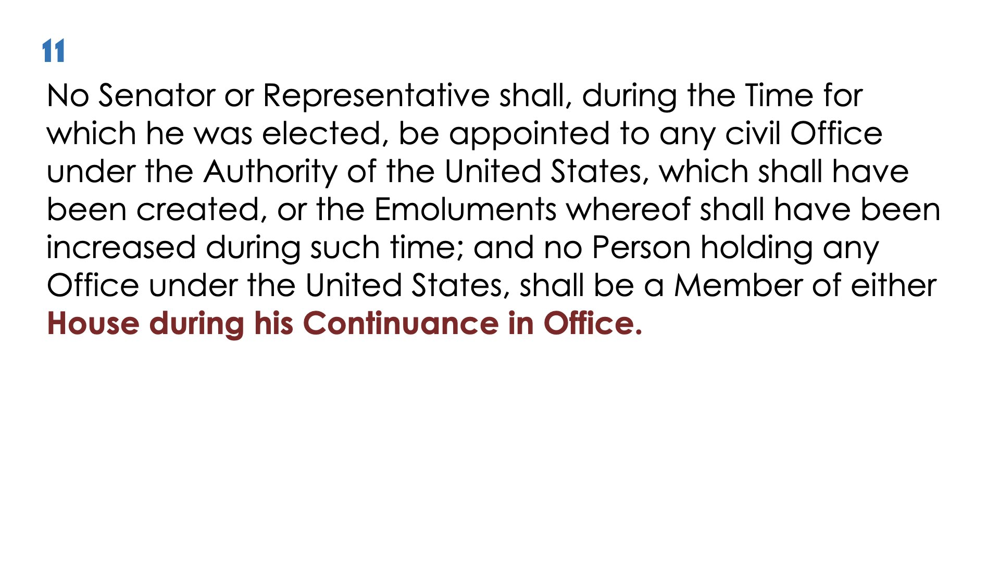 11
No Senator or Representative shall, during the Time for
which he was elected, be appointed to any civil Office
under the Authority of the United States, which shall have
been created, or the Emoluments whereof shall have been
increased during such time; and no Person holding any
Office under the United States, shall be a Member of either
House during his Continuance in Office.